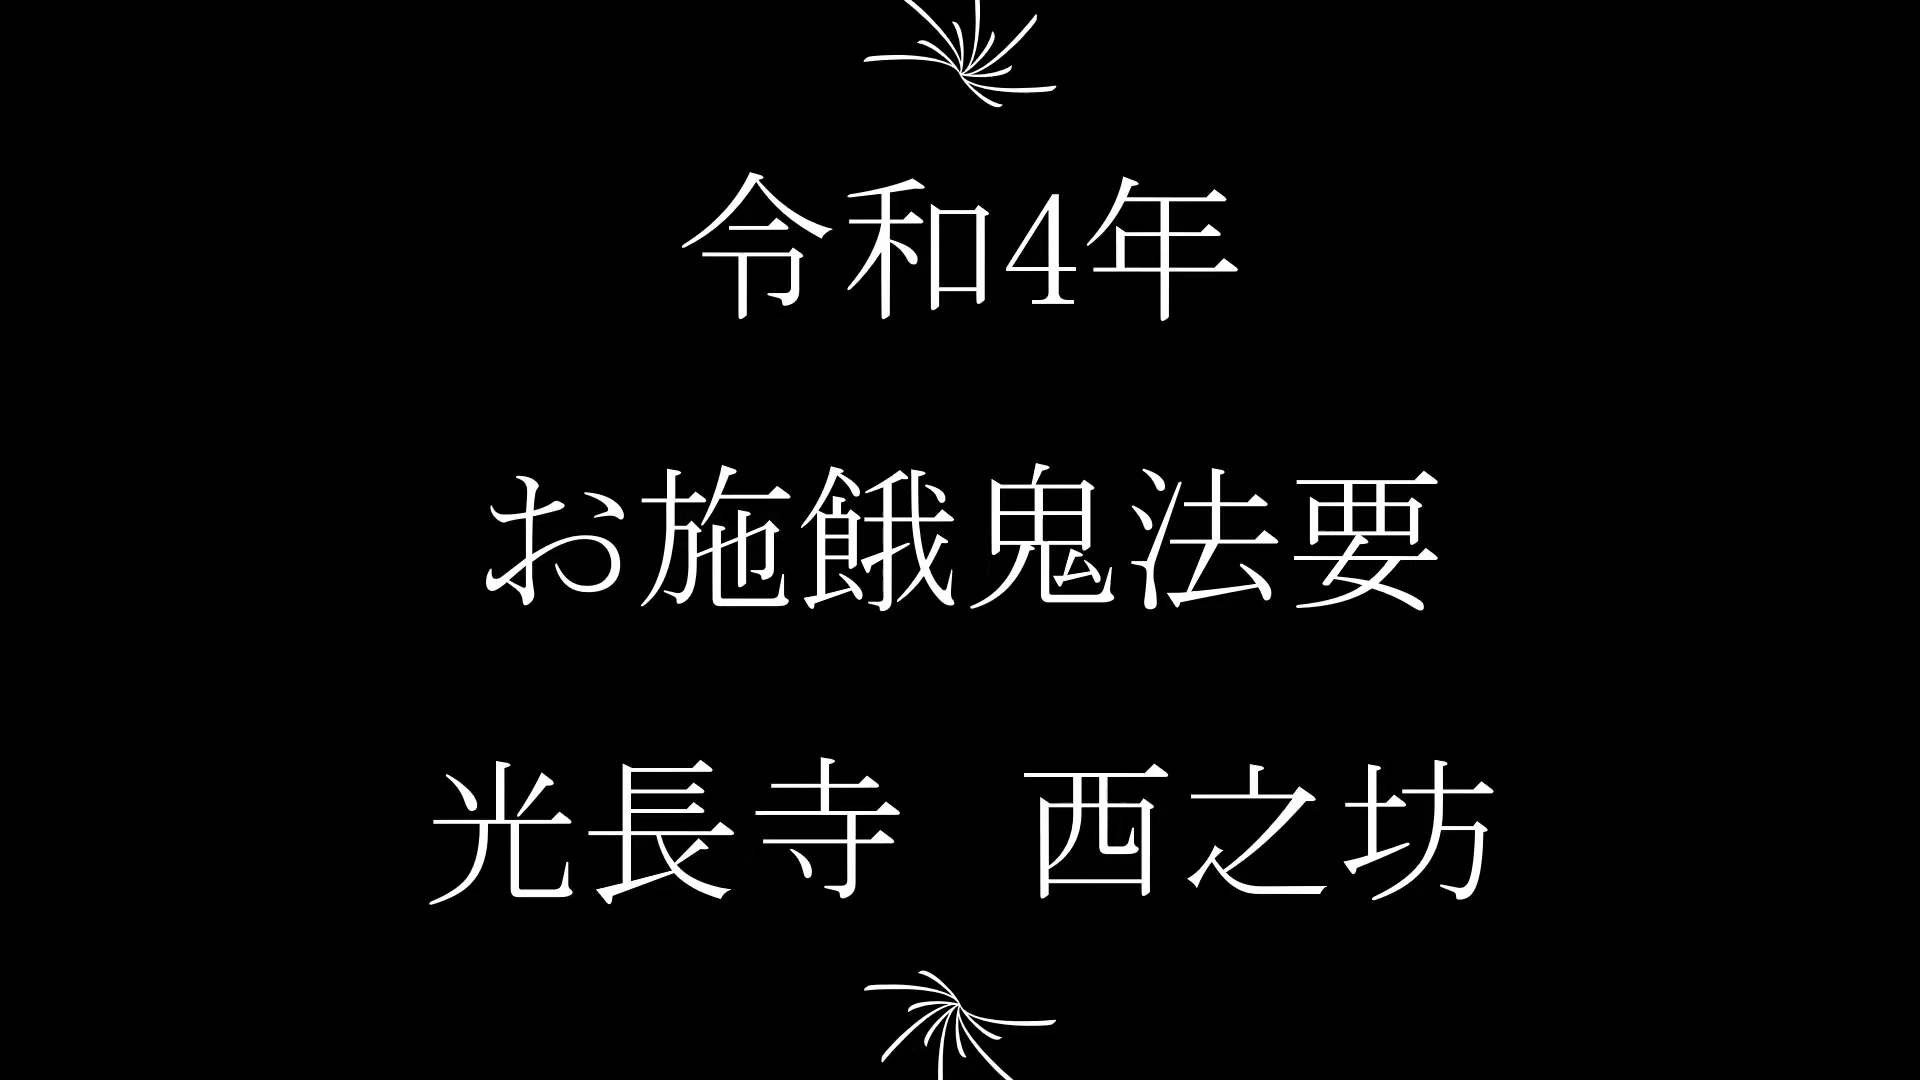 令和4年
お施餓鬼法要
光長寺　西之坊